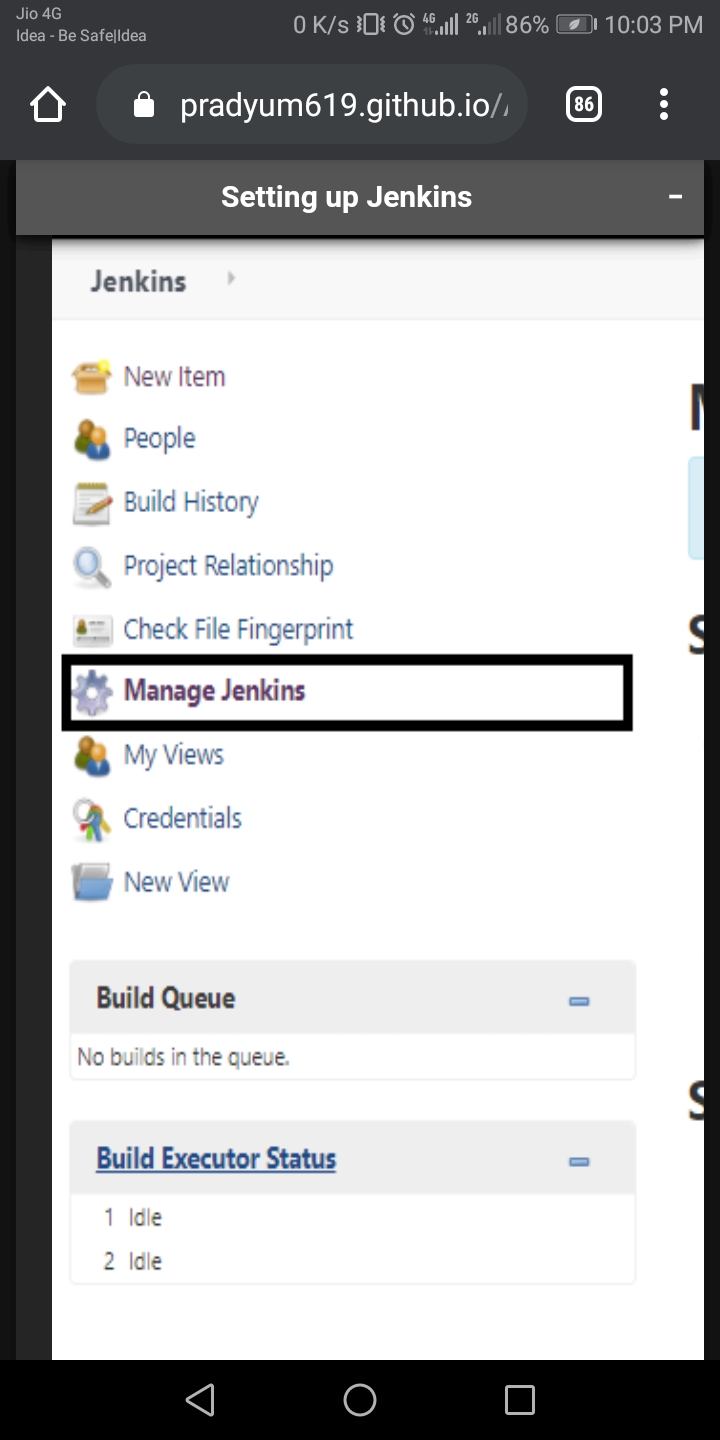 Jio 4G
Idea - Be Safe|Idea
0 K/s 4G 2G 86% 10:03 PM
pradyum619.github.io/
86
Setting up Jenkins -
Jenkins
New Item
People
Build History
Project Relationship
Check File Fingerprint
Manage Jenkins
My Views
Credentials
New View
Build Queue
No builds in the queue.
Build Executor Status
1 Idle
2 Idle